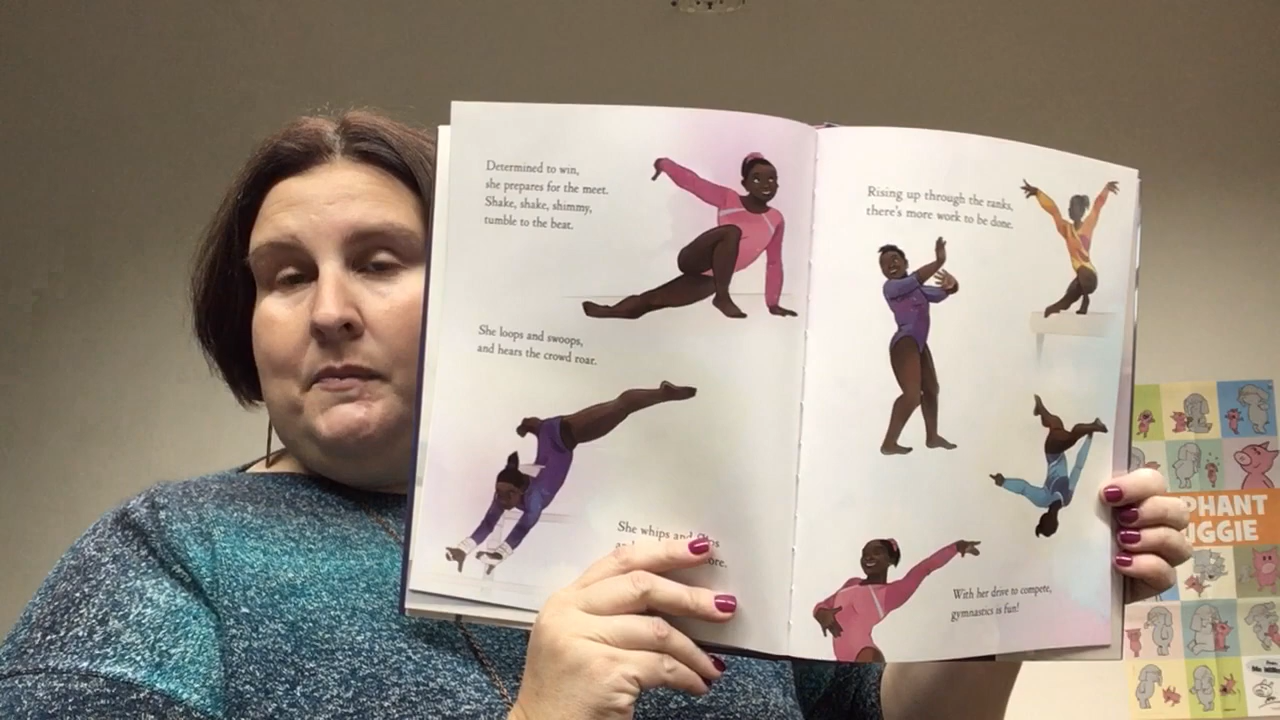 Determined to win,
she prepares for the meet.
Shake, shake, shimmy,
tumble to the beat.
She loops and swoops,
and hears the crowd roar.
She whips and
Rising up through the ranks,
there's more work to be done.
With her drive to compete,
gymnastics is fun!
PHANT
GGIE